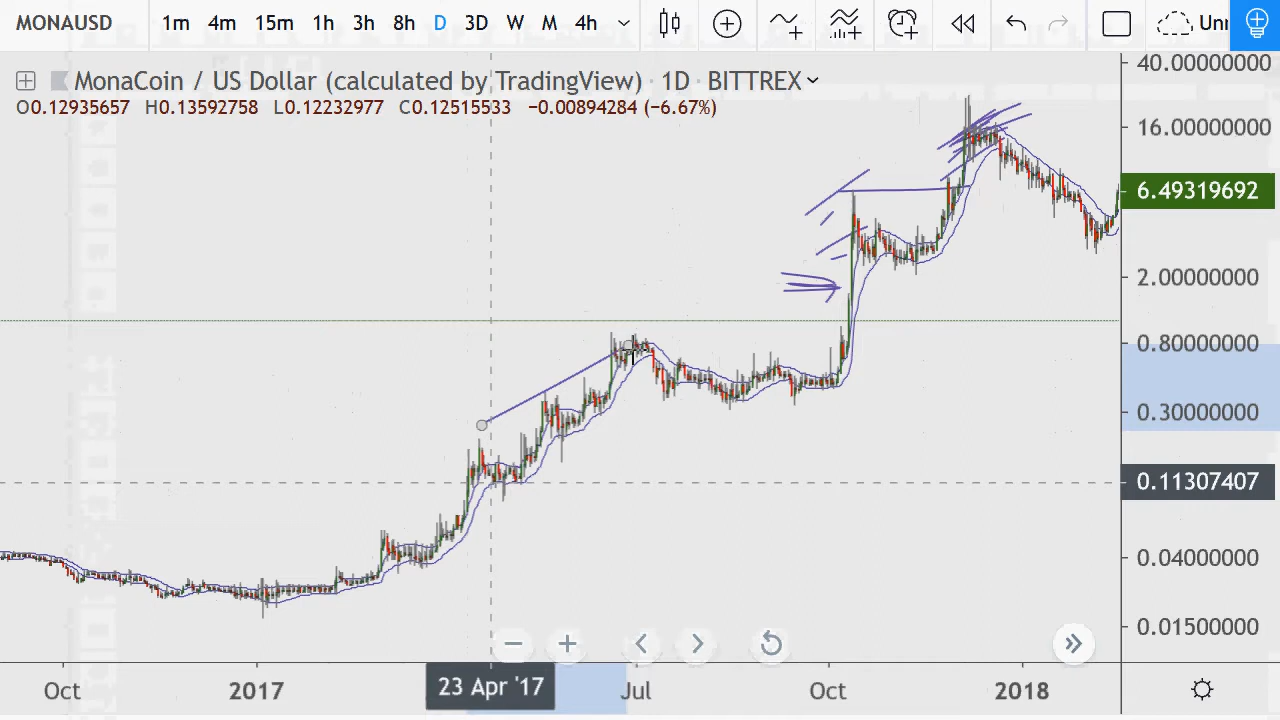 MONAUSD 1m 4m 15m 1h 3h 8h D 3D W M 4h Unr
MonaCoin / US Dollar (calculated by TradingView) · 1D · BITTREX
O0.12935657 H0.13592758 L0.12232977 C0.12515533 −0.00894284 (−6.67%)
40.00000000
16.00000000
6.49319692
2.00000000
0.80000000
0.30000000
0.11307407
0.04000000
0.01500000
Oct 2017 23 Apr '17 Jul Oct 2018